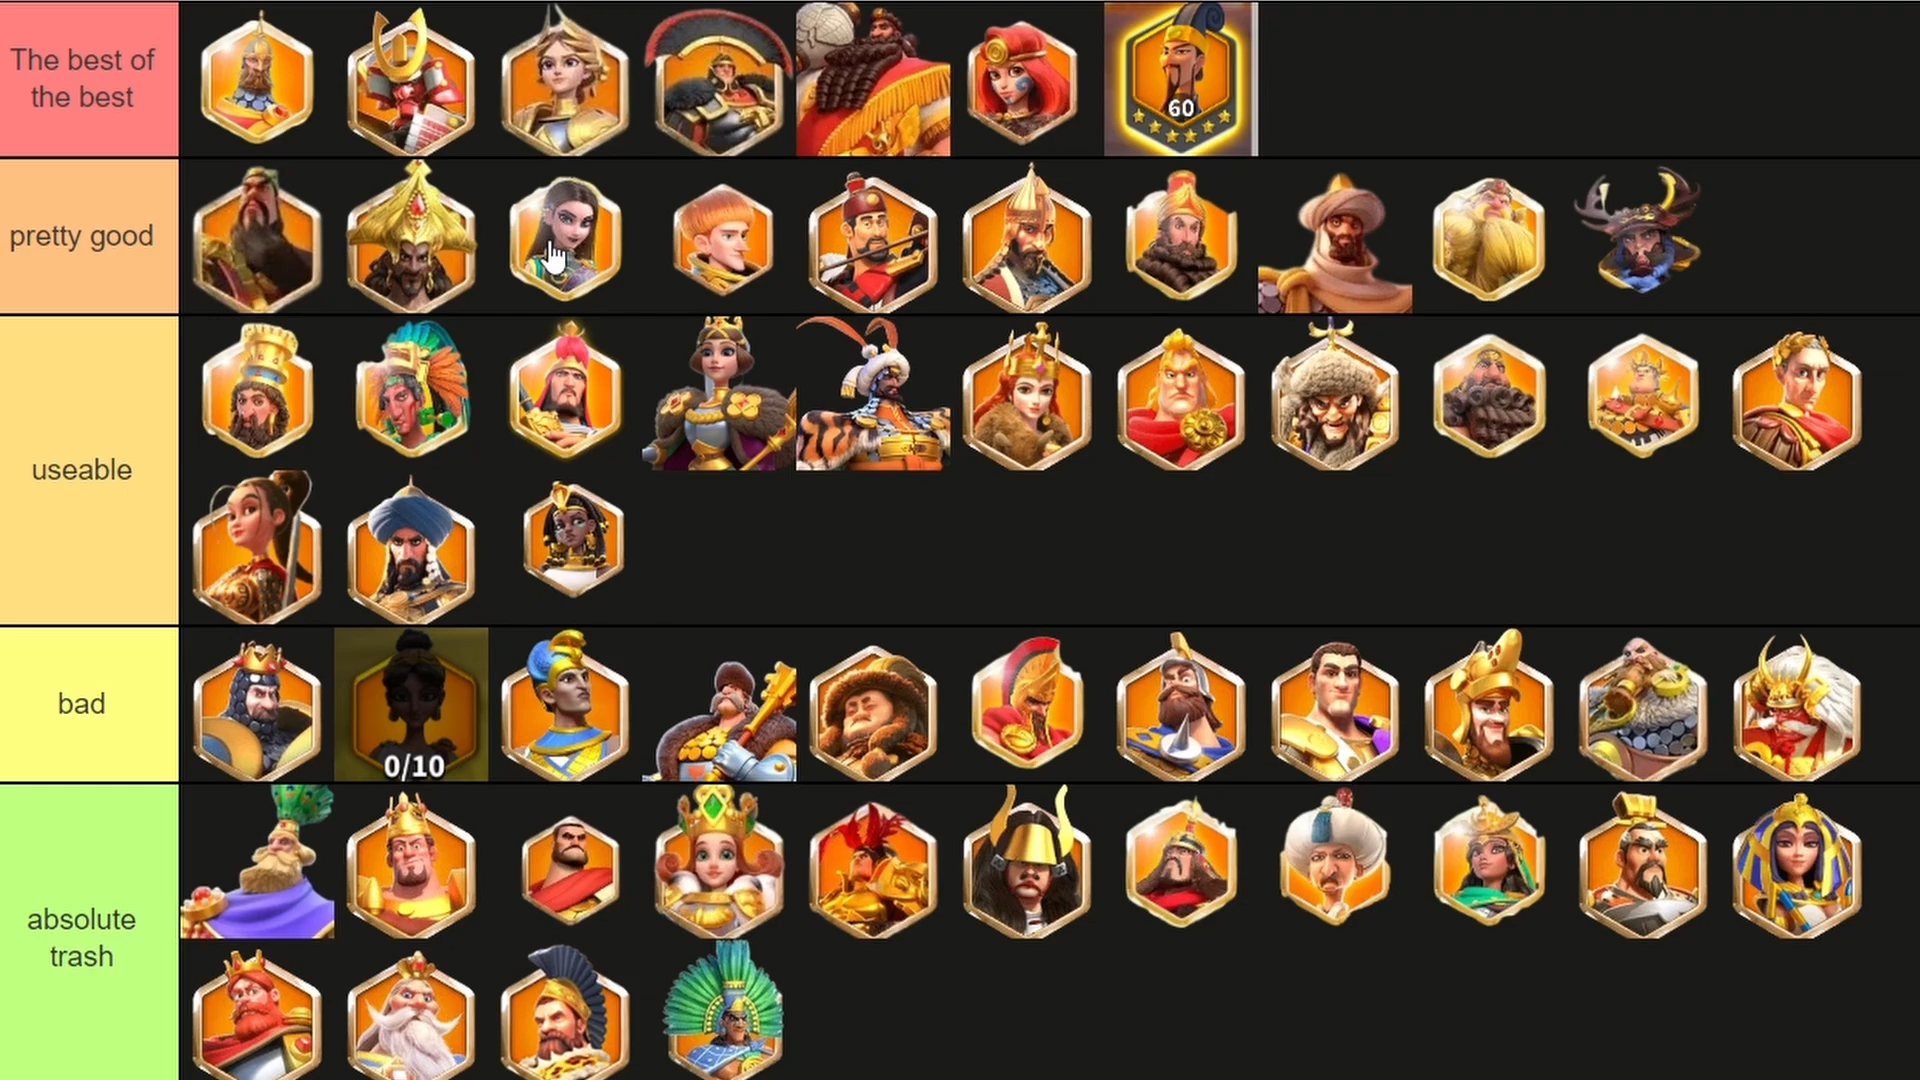 The best of
the best
60
pretty good
useable
bad
0/10
absolute
trash